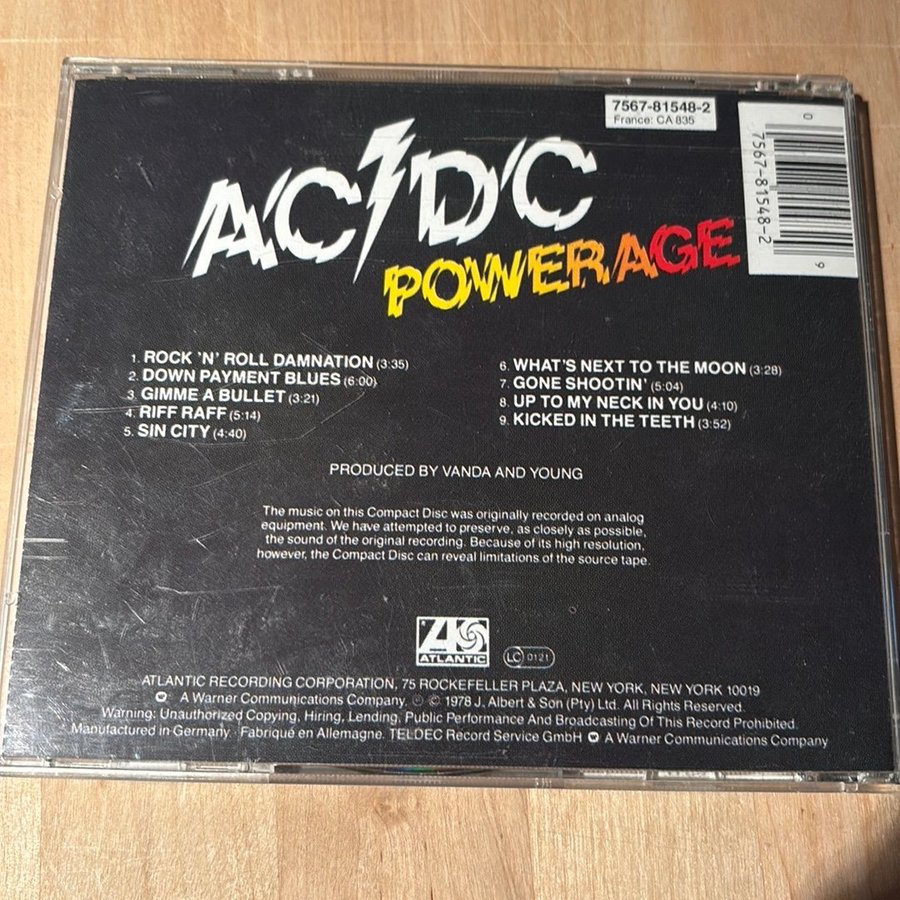 7567-81548-2
France: CA 835
0
7567-81548-2
9
AC DC
POWERAGE
1. ROCK 'N' ROLL DAMNATION (3:35)
2. DOWN PAYMENT BLUES (6:00)
3. GIMME A BULLET (3:21)
4. RIFF RAFF (5:14)
5. SIN CITY (4:40)
6. WHAT'S NEXT TO THE MOON (3:28)
7. GONE SHOOTIN' (5:04)
8. UP TO MY NECK IN YOU (4:10)
9. KICKED IN THE TEETH (3:52)
PRODUCED BY VANDA AND YOUNG
The music on this Compact Disc was originally recorded on analog
equipment. We have attempted to preserve, as closely as possible,
the sound of the original recording. Because of its high resolution,
however, the Compact Disc can reveal limitations of the source tape.
ATLANTIC
LC 0121
ATLANTIC RECORDING CORPORATION, 75 ROCKEFELLER PLAZA, NEW YORK, NEW YORK 10019
A Warner Communications Company. ℗ © 1978 J. Albert & Son (Pty) Ltd. All Rights Reserved.
Warning: Unauthorized Copying, Hiring, Lending, Public Performance And Broadcasting Of This Record Prohibited.
Manufactured in Germany. Fabriqué en Allemagne. TELDEC Record Service GmbH A Warner Communications Company